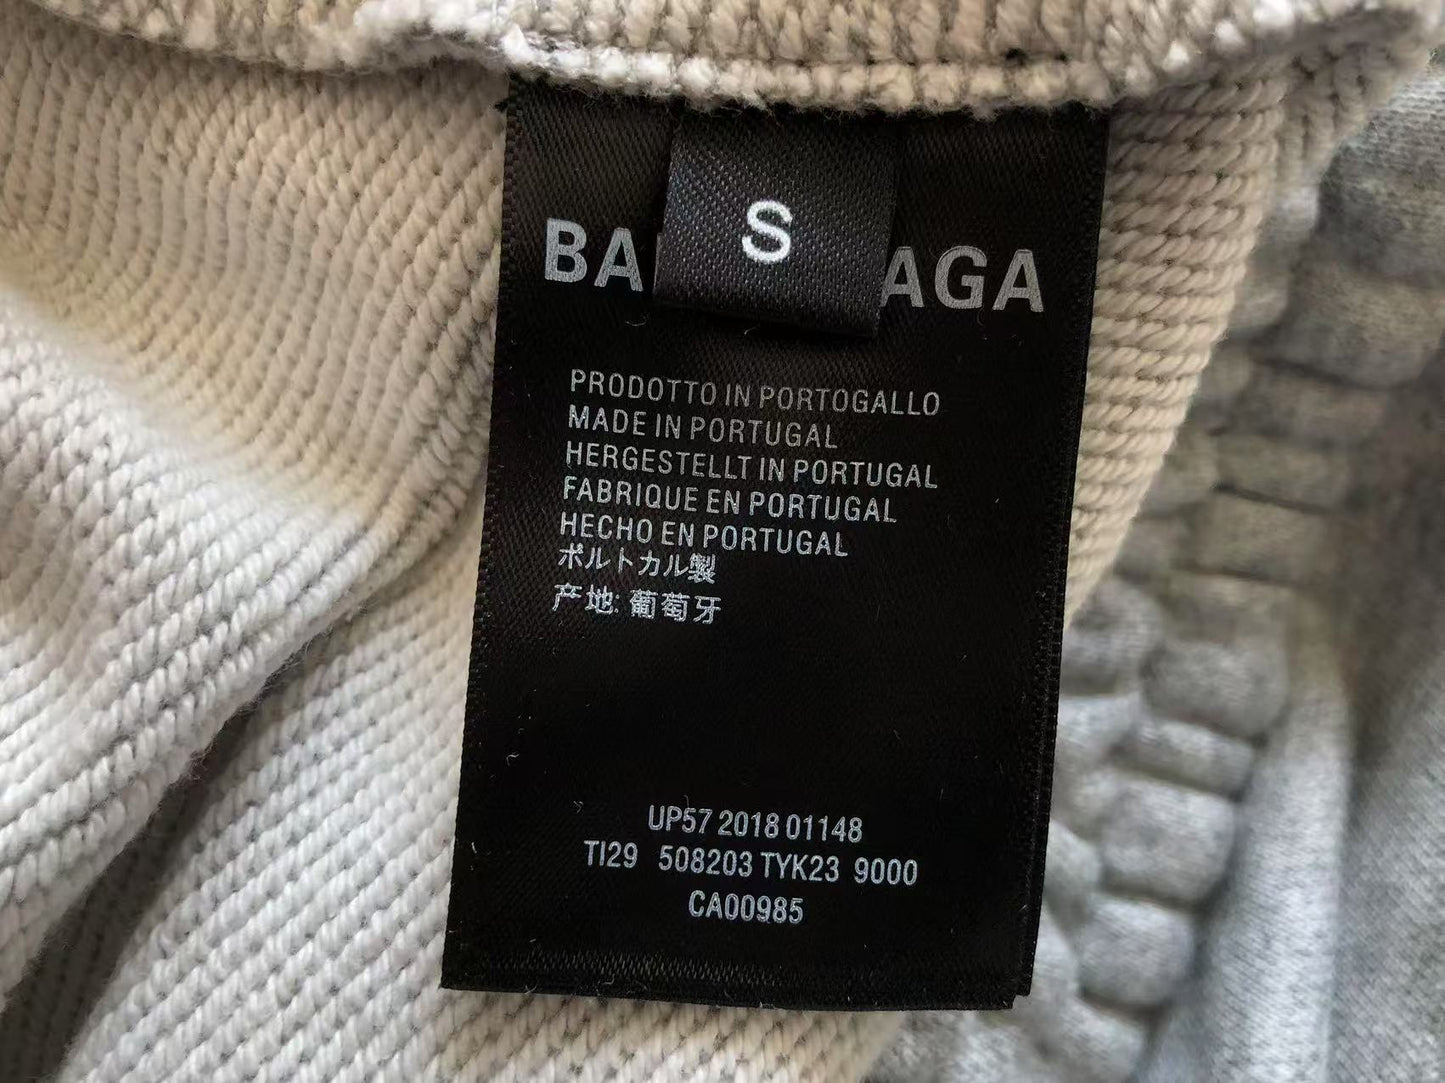 S
BA AGA
PRODOTTO IN PORTOGALLO
MADE IN PORTUGAL
HERGESTELLT IN PORTUGAL
FABRIQUE EN PORTUGAL
HECHO EN PORTUGAL
ポルトカル製
产地: 葡萄牙
UP57 2018 01148
TI29 508203 TYK23 9000
CA00985